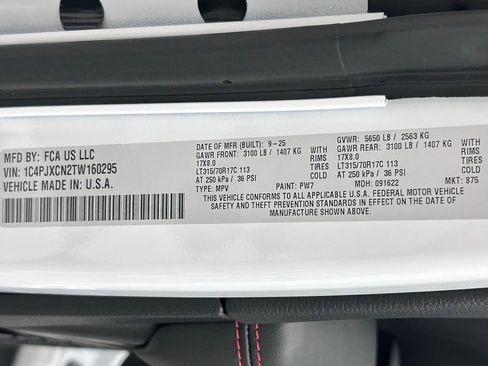 MFD BY: FCA US LLC
VIN: 1C4PJXCN2TW160295
VEHICLE MADE IN: U.S.A.
DATE OF MFR (BUILT): 9-25 GVWR: 5650 LB / 2563 KG
GAWR FRONT: 3100 LB / 1407 KG GAWR REAR: 3100 LB / 1407 KG
17X8.0 RIMS 17X8.0 RIMS
LT315/70R17C 113 TIRES LT315/70R17C 113 TIRES
AT 250 kPa / 36 PSI COLD AT 250 kPa / 36 PSI COLD
TYPE: MPV PAINT: PW7 MDH: 091622 MKT: 875
THIS VEHICLE CONFORMS TO ALL APPLICABLE U.S.A. FEDERAL MOTOR VEHICLE
SAFETY AND THEFT PREVENTION STANDARDS IN EFFECT ON THE DATE OF
MANUFACTURE SHOWN ABOVE.